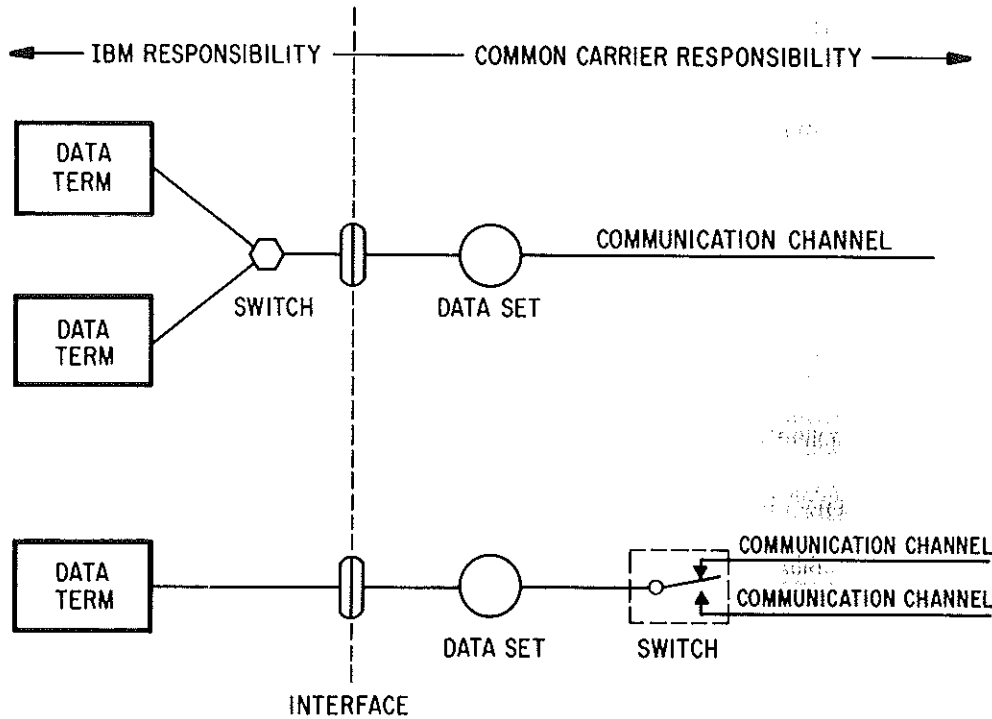 IBM RESPONSIBILITY
COMMON CARRIER RESPONSIBILITY
DATA
TERM
COMMUNICATION CHANNEL
SWITCH
DATA SET
DATA
TERM
COMMUNICATION CHANNEL
DATA
TERM
COMMUNICATION CHANNEL
DATA SET
SWITCH
INTERFACE